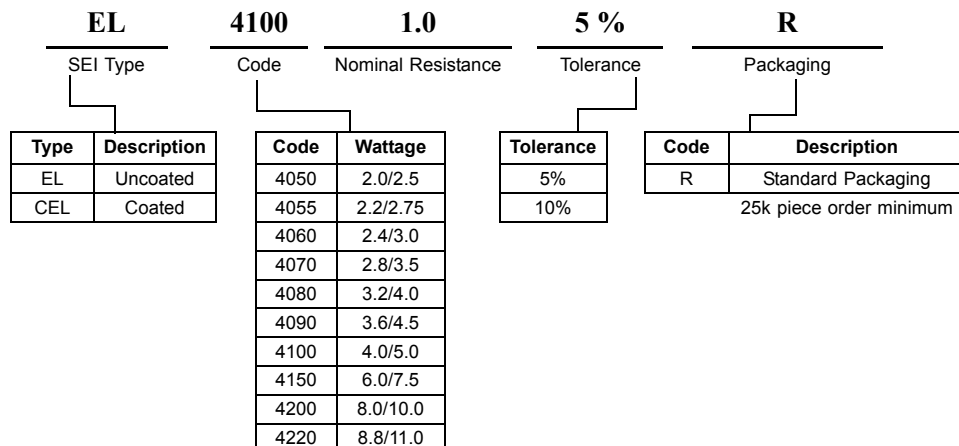 EL 4100 1.0 5 % R
SEI Type Code Nominal Resistance Tolerance Packaging
Type Description
EL Uncoated
CEL Coated
Code Wattage
4050 2.0/2.5
4055 2.2/2.75
4060 2.4/3.0
4070 2.8/3.5
4080 3.2/4.0
4090 3.6/4.5
4100 4.0/5.0
4150 6.0/7.5
4200 8.0/10.0
4220 8.8/11.0
Tolerance
5%
10%
Code Description
R Standard Packaging
25k piece order minimum